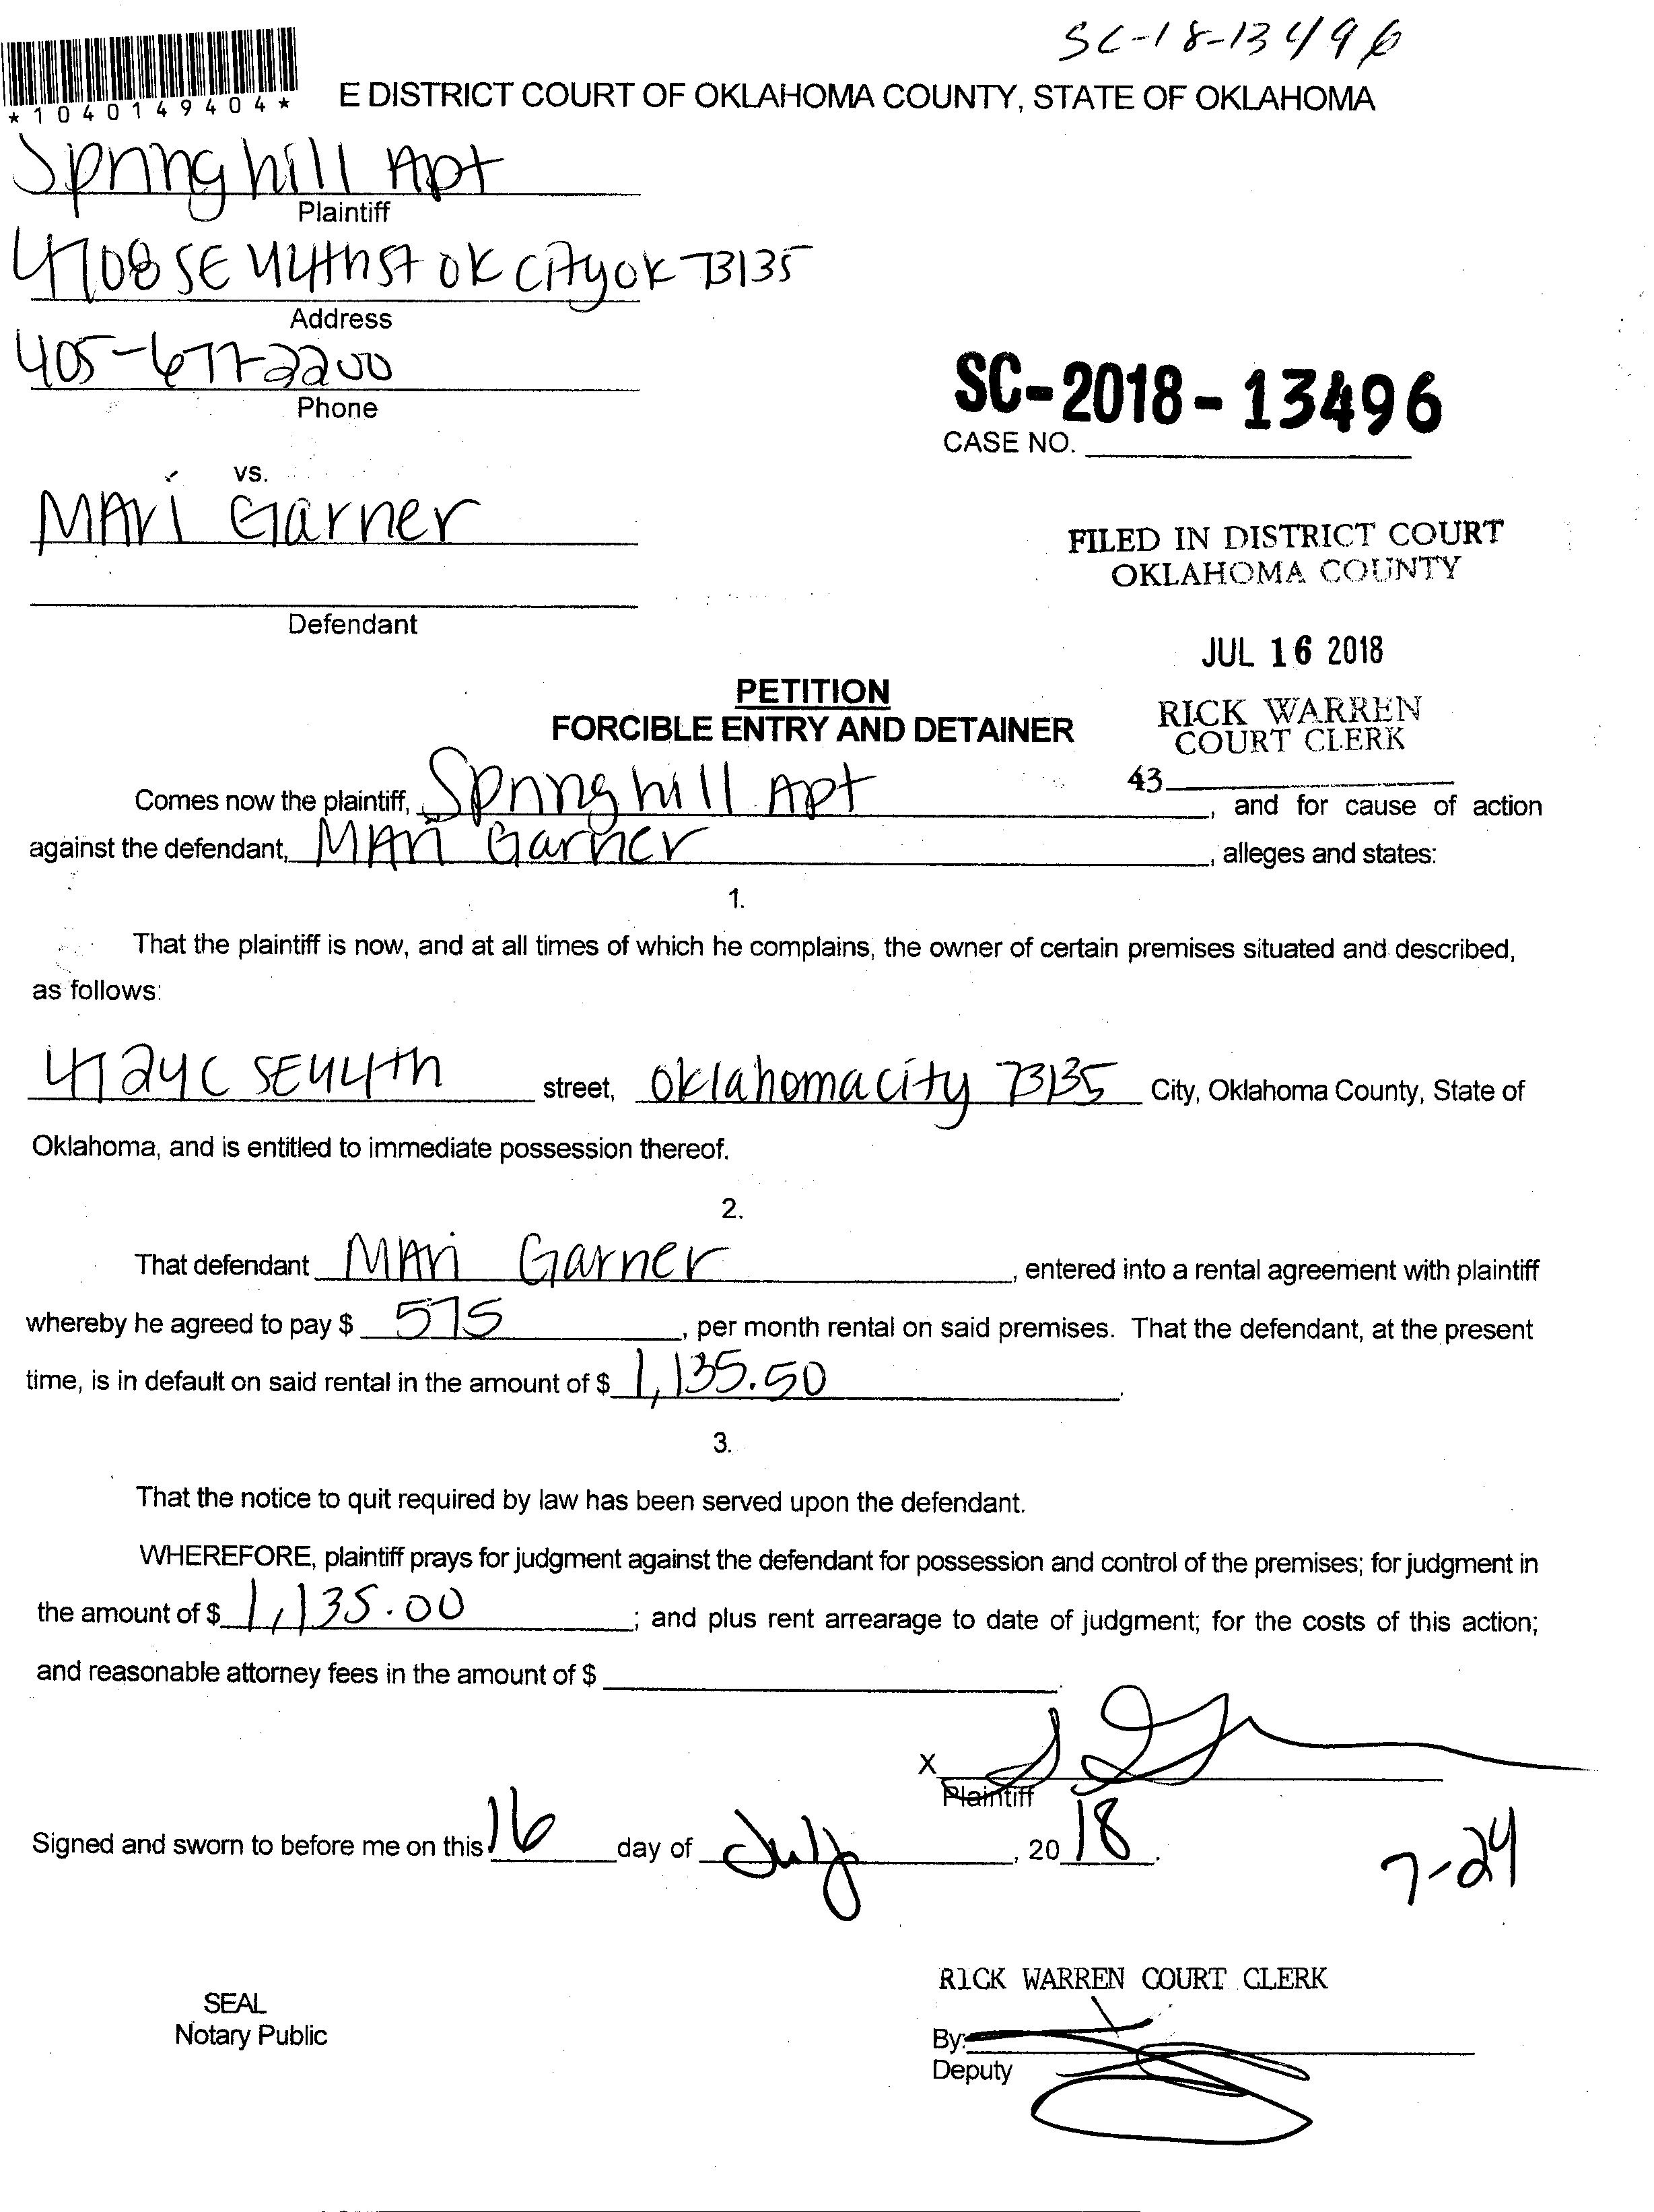 SC-18-13496
*1040149404*
E DISTRICT COURT OF OKLAHOMA COUNTY, STATE OF OKLAHOMA
Springhill Apt
Plaintiff
4708 SE 44th St OK City OK 73135
Address
405-677-2200
Phone
SC-2018-13496
CASE NO.
vs.
MAri Garner
FILED IN DISTRICT COURT
OKLAHOMA COUNTY
Defendant
JUL 16 2018
PETITION
RICK WARREN
FORCIBLE ENTRY AND DETAINER
COURT CLERK
43
Comes now the plaintiff, Springhill Apt, and for cause of action
against the defendant, MAri Garner, alleges and states:
1.
That the plaintiff is now, and at all times of which he complains, the owner of certain premises situated and described,
as follows:
4724C SE44th street, Oklahoma city 73135 City, Oklahoma County, State of
Oklahoma, and is entitled to immediate possession thereof.
2.
That defendant MAri Garner, entered into a rental agreement with plaintiff
whereby he agreed to pay $ 575, per month rental on said premises. That the defendant, at the present
time, is in default on said rental in the amount of $ 1,135.50.
3.
That the notice to quit required by law has been served upon the defendant.
WHEREFORE, plaintiff prays for judgment against the defendant for possession and control of the premises; for judgment in
the amount of $ 1,135.00; and plus rent arrearage to date of judgment; for the costs of this action;
and reasonable attorney fees in the amount of $.
X
Plaintiff
Signed and sworn to before me on this 16 day of July, 20 18.
7-24
RICK WARREN COURT CLERK
SEAL
Notary Public
By:
Deputy